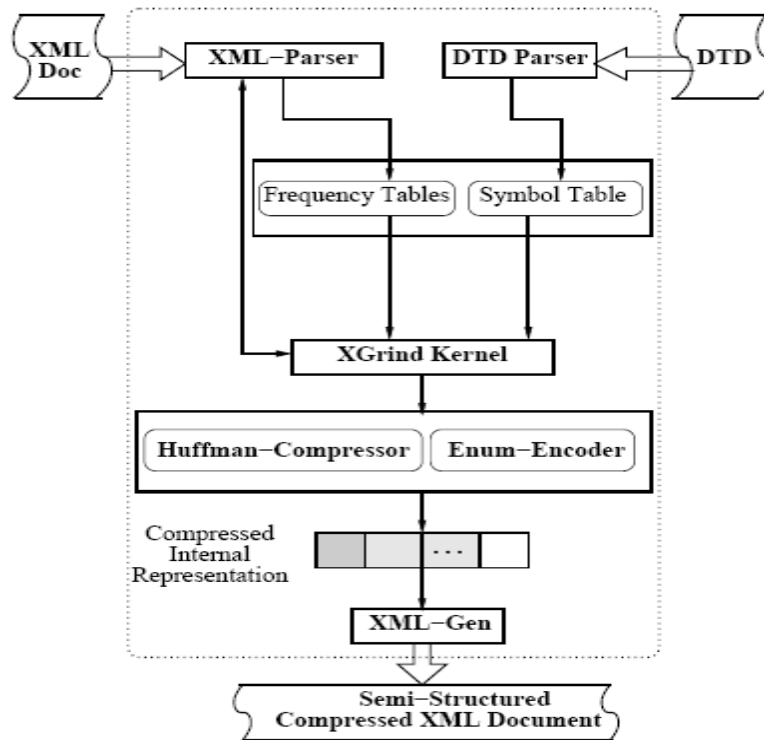 XML
Doc
XML−Parser
DTD Parser
DTD
Frequency Tables
Symbol Table
XGrind Kernel
Huffman−Compressor
Enum−Encoder
Compressed
Internal
Representation
...
XML−Gen
Semi−Structured
Compressed XML Document